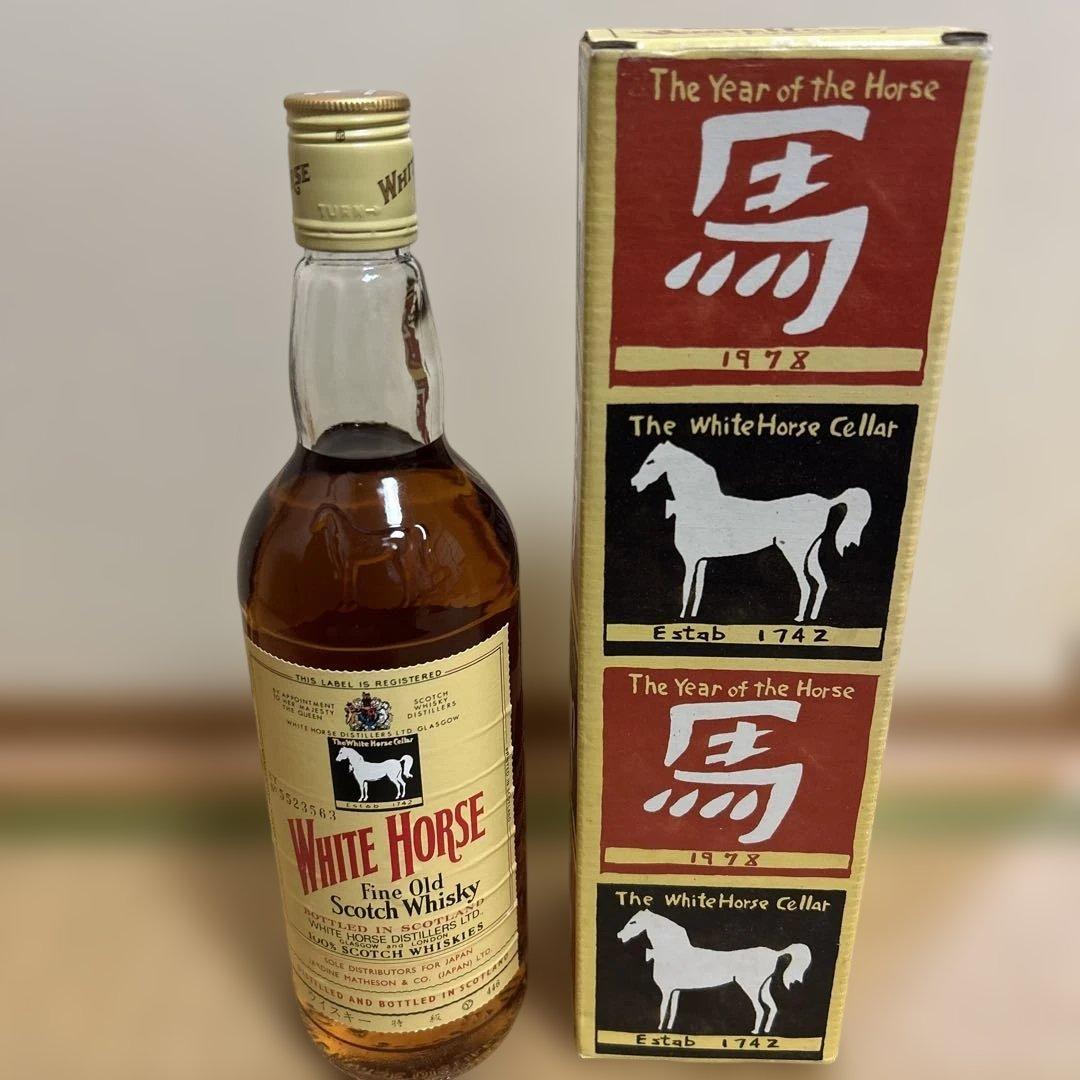 WHI
TURN
THIS LABEL IS REGISTERED
BY APPOINTMENT
TO HER MAJESTY
THE QUEEN
SCOTCH
WHISKY
DISTILLERS
WHITE HORSE DISTILLERS LTD GLASGOW
The White Horse Cellar
Estab 1742
5523563
WHITE HORSE
Fine Old
Scotch Whisky
BOTTLED IN SCOTLAND
WHITE HORSE DISTILLERS LTD.
GLASGOW and LONDON
100% SCOTCH WHISKIES
SOLE DISTRIBUTORS FOR JAPAN
JARDINE MATHESON & CO. (JAPAN) LTD.
DISTILLED AND BOTTLED IN SCOTLAND
ウイスキー 特級 446
The Year of the Horse
馬
1978
The White Horse Cellar
Estab 1742
The Year of the Horse
馬
1978
The White Horse Cellar
Estab 1742